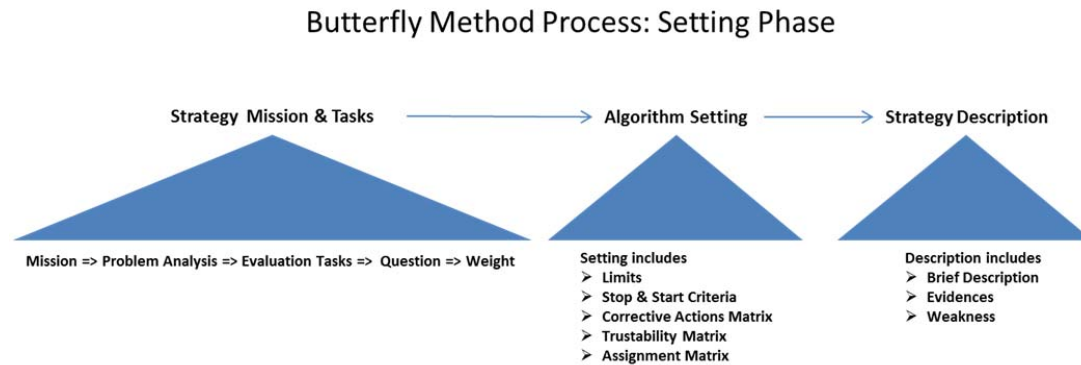 Butterfly Method Process: Setting Phase
Strategy Mission & Tasks
Algorithm Setting
Strategy Description
Mission => Problem Analysis => Evaluation Tasks => Question => Weight
Setting includes
➢ Limits
➢ Stop & Start Criteria
➢ Corrective Actions Matrix
➢ Trustability Matrix
➢ Assignment Matrix
Description includes
➢ Brief Description
➢ Evidences
➢ Weakness